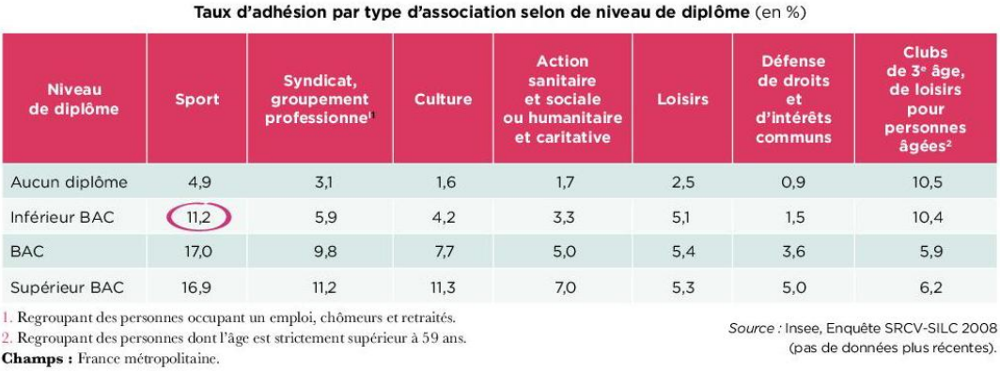 Taux d'adhésion par type d'association selon de niveau de diplôme (en %)
Niveau
de diplôme
Sport
Syndicat,
groupement
professionnel¹
Culture
Action
sanitaire
et sociale
ou humanitaire
et caritative
Loisirs
Défense
de droits
et
d'intérêts
communs
Clubs
de 3e âge,
de loisirs
pour
personnes
âgées²
Aucun diplôme 4,9 3,1 1,6 1,7 2,5 0,9 10,5
Inférieur BAC 11,2 5,9 4,2 3,3 5,1 1,5 10,4
BAC 17,0 9,8 7,7 5,0 5,4 3,6 5,9
Supérieur BAC 16,9 11,2 11,3 7,0 5,3 5,0 6,2
1. Regroupant des personnes occupant un emploi, chômeurs et retraités.
2. Regroupant des personnes dont l'âge est strictement supérieur à 59 ans.
Champs : France métropolitaine.
Source : Insee, Enquête SRCV-SILC 2008
(pas de données plus récentes).